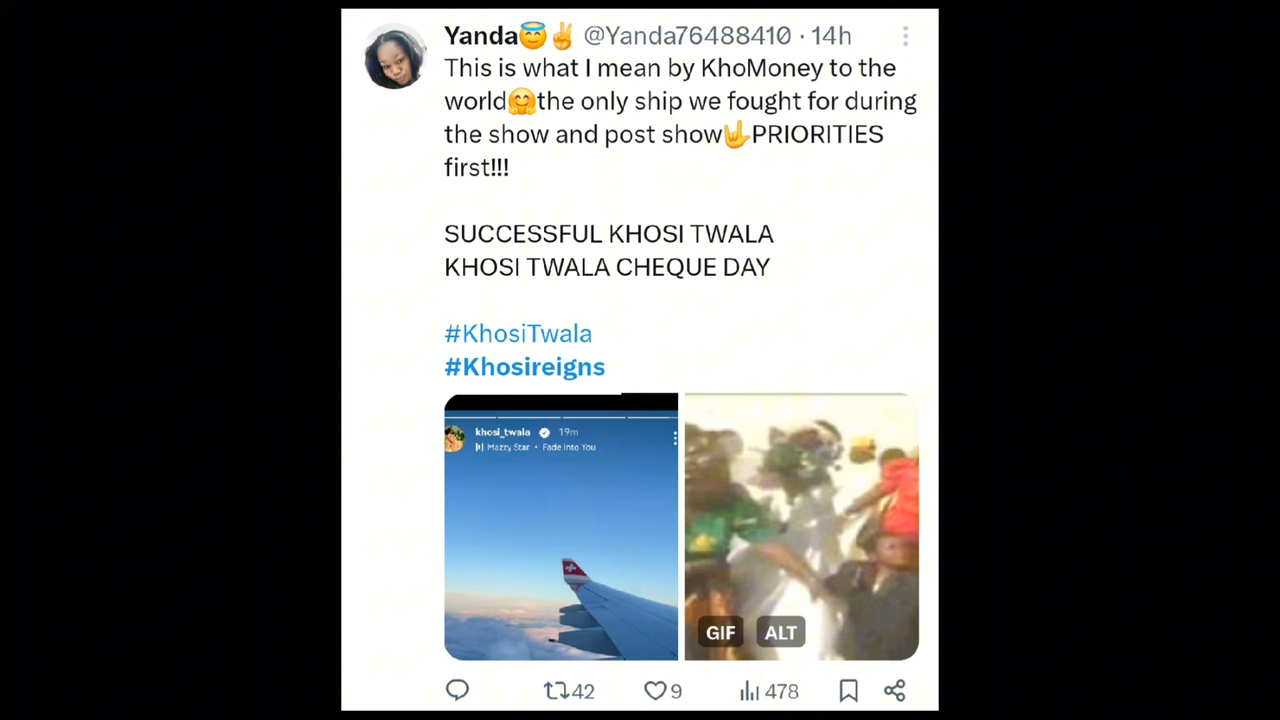 Yanda😇✌️ @Yanda76488410 · 14h
This is what I mean by KhoMoney to the
world🤗the only ship we fought for during
the show and post show🤟PRIORITIES
first!!!
SUCCESSFUL KHOSI TWALA
KHOSI TWALA CHEQUE DAY
#KhosiTwala
#Khosireigns
khosi_twala 19m
Mazzy Star • Fade Into You
GIF ALT
42 9 478